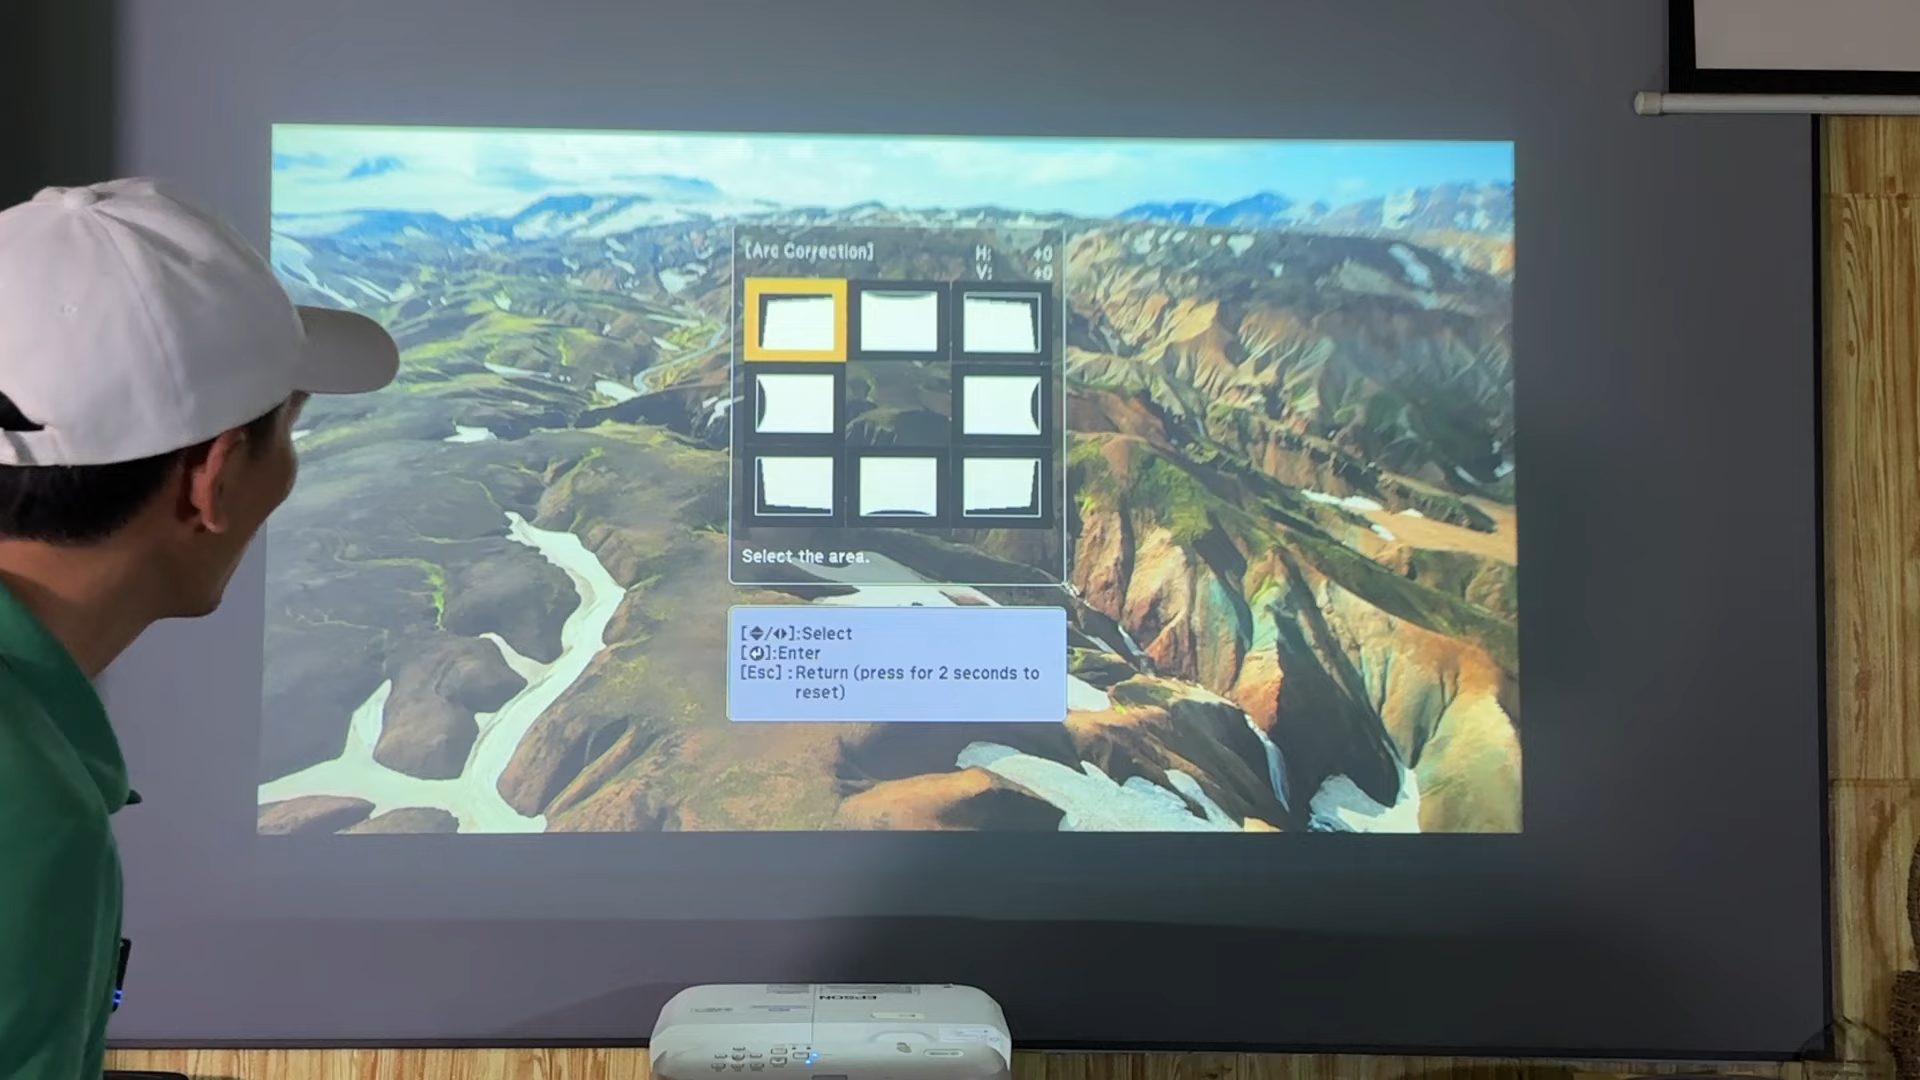 [Arc Correction]
H: +0
V: +0
Select the area.
[/]:Select
[]:Enter
[Esc] :Return (press for 2 seconds to
reset)
EPSON